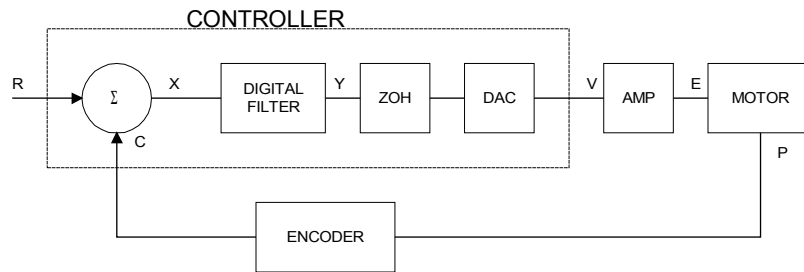 CONTROLLER
R
Σ
X
DIGITAL
FILTER
Y
ZOH
DAC
V
AMP
E
MOTOR
C
P
ENCODER